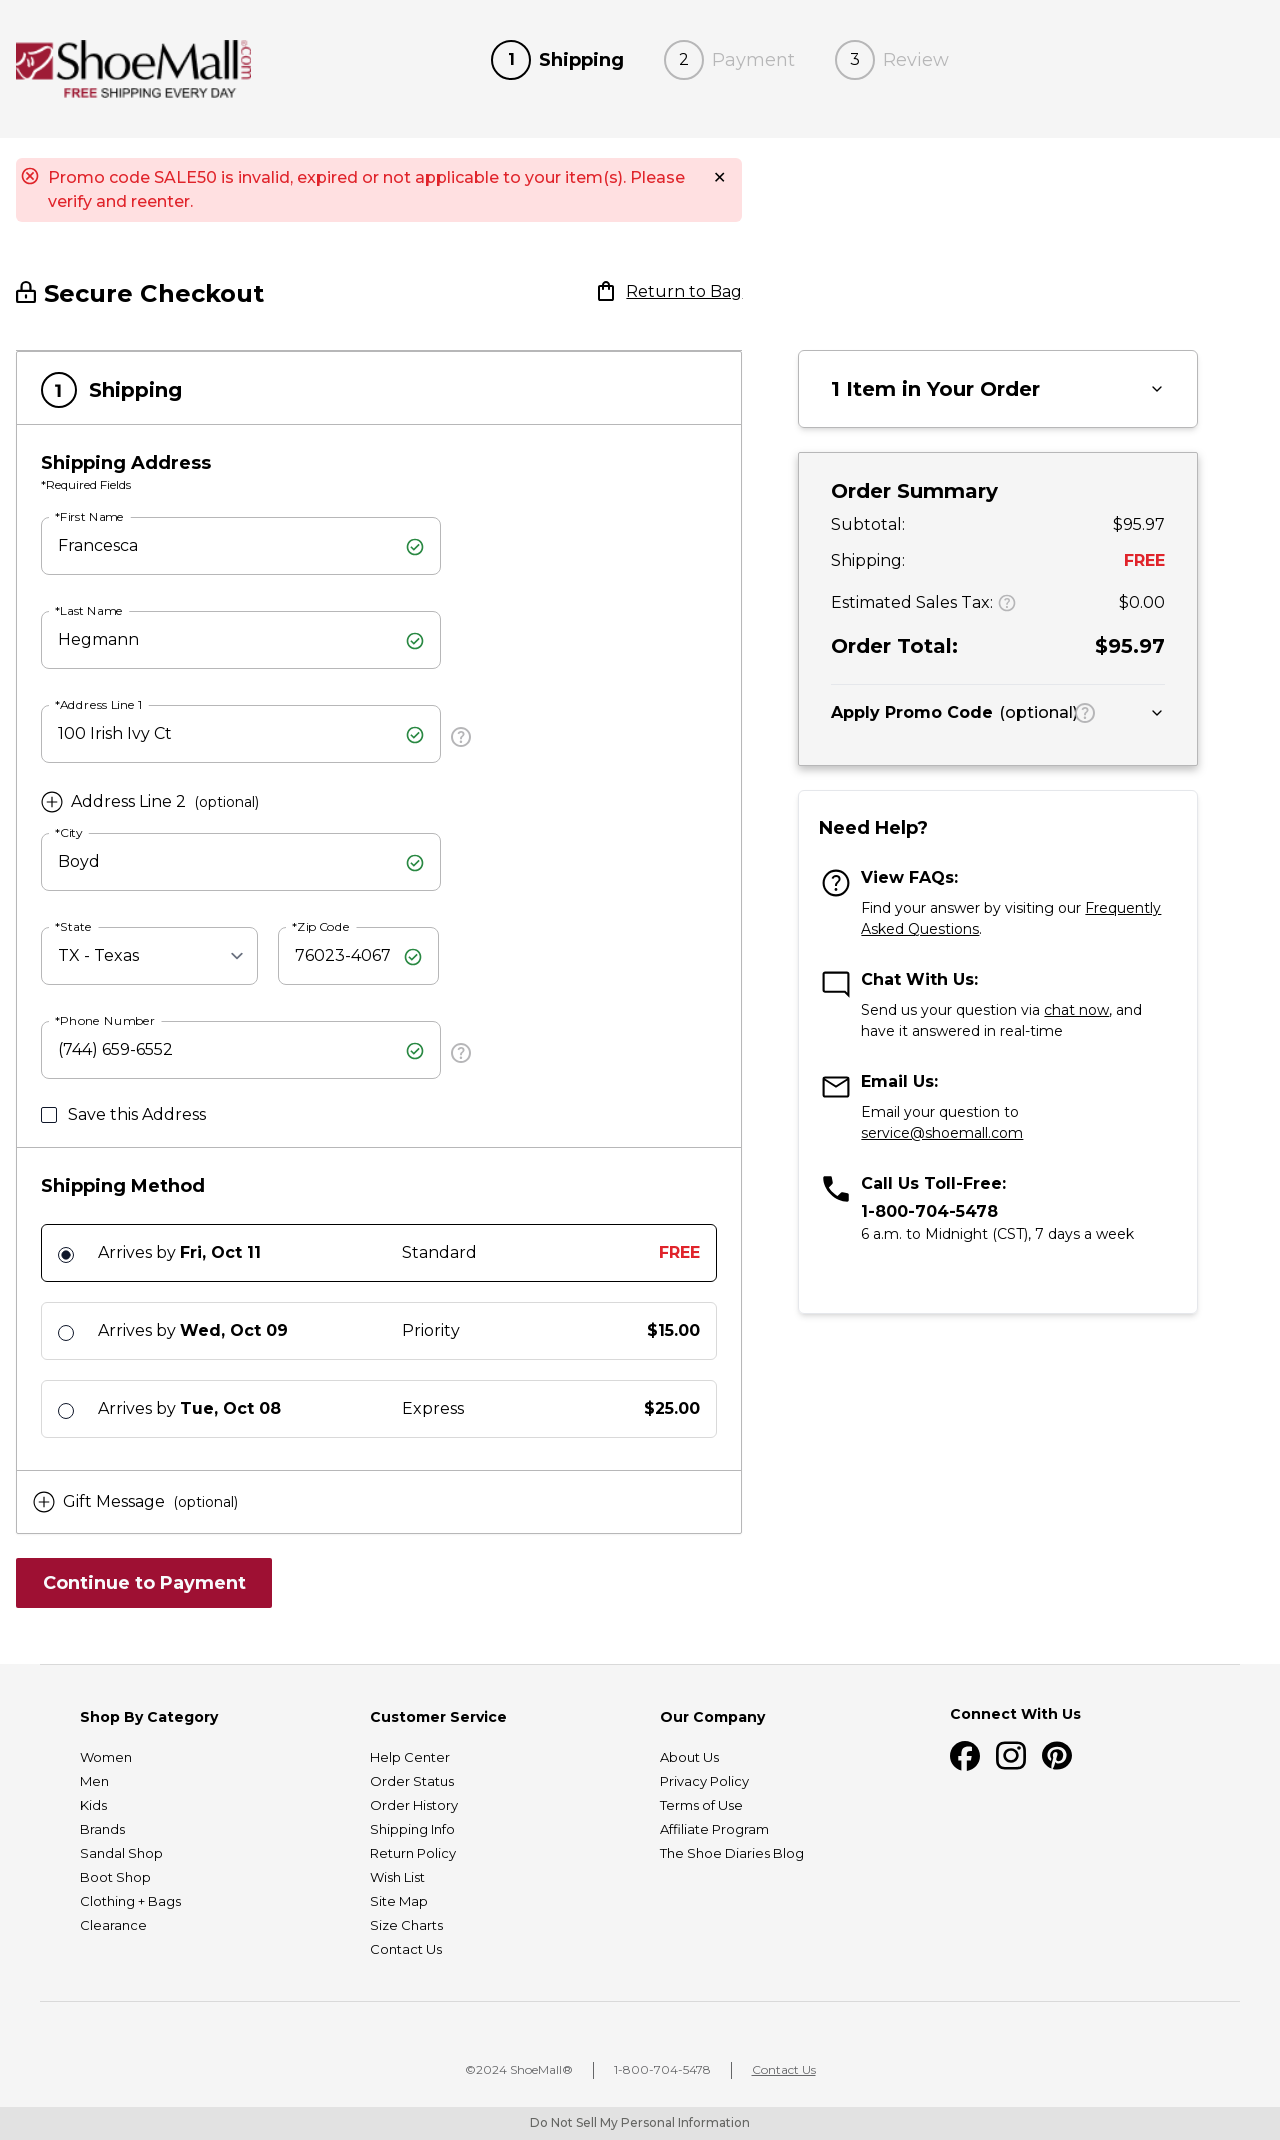 ShoeMall.com
FREE SHIPPING EVERY DAY
1 Shipping
2 Payment
3 Review
Promo code SALE50 is invalid, expired or not applicable to your item(s). Please
verify and reenter.
Secure Checkout
Return to Bag
1 Shipping
Shipping Address
*Required Fields
*First Name
Francesca
*Last Name
Hegmann
*Address Line 1
100 Irish Ivy Ct
Address Line 2 (optional)
*City
Boyd
*State
TX - Texas
*Zip Code
76023-4067
*Phone Number
(744) 659-6552
Save this Address
Shipping Method
Arrives by Fri, Oct 11 Standard FREE
Arrives by Wed, Oct 09 Priority $15.00
Arrives by Tue, Oct 08 Express $25.00
Gift Message (optional)
Continue to Payment
1 Item in Your Order
Order Summary
Subtotal: $95.97
Shipping: FREE
Estimated Sales Tax: $0.00
Order Total: $95.97
Apply Promo Code (optional)
Need Help?
View FAQs:
Find your answer by visiting our Frequently
Asked Questions.
Chat With Us:
Send us your question via chat now, and
have it answered in real-time
Email Us:
Email your question to
service@shoemall.com
Call Us Toll-Free:
1-800-704-5478
6 a.m. to Midnight (CST), 7 days a week
Shop By Category
Women
Men
Kids
Brands
Sandal Shop
Boot Shop
Clothing + Bags
Clearance
Customer Service
Help Center
Order Status
Order History
Shipping Info
Return Policy
Wish List
Site Map
Size Charts
Contact Us
Our Company
About Us
Privacy Policy
Terms of Use
Affiliate Program
The Shoe Diaries Blog
Connect With Us
©2024 ShoeMall® 1-800-704-5478 Contact Us
Do Not Sell My Personal Information